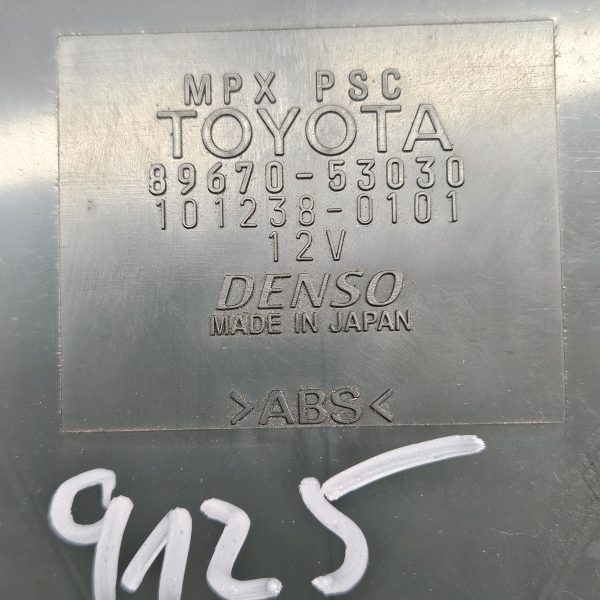 MPX PSC
TOYOTA
89670-53030
101238-0101
12V
DENSO
MADE IN JAPAN
>ABS<
9125